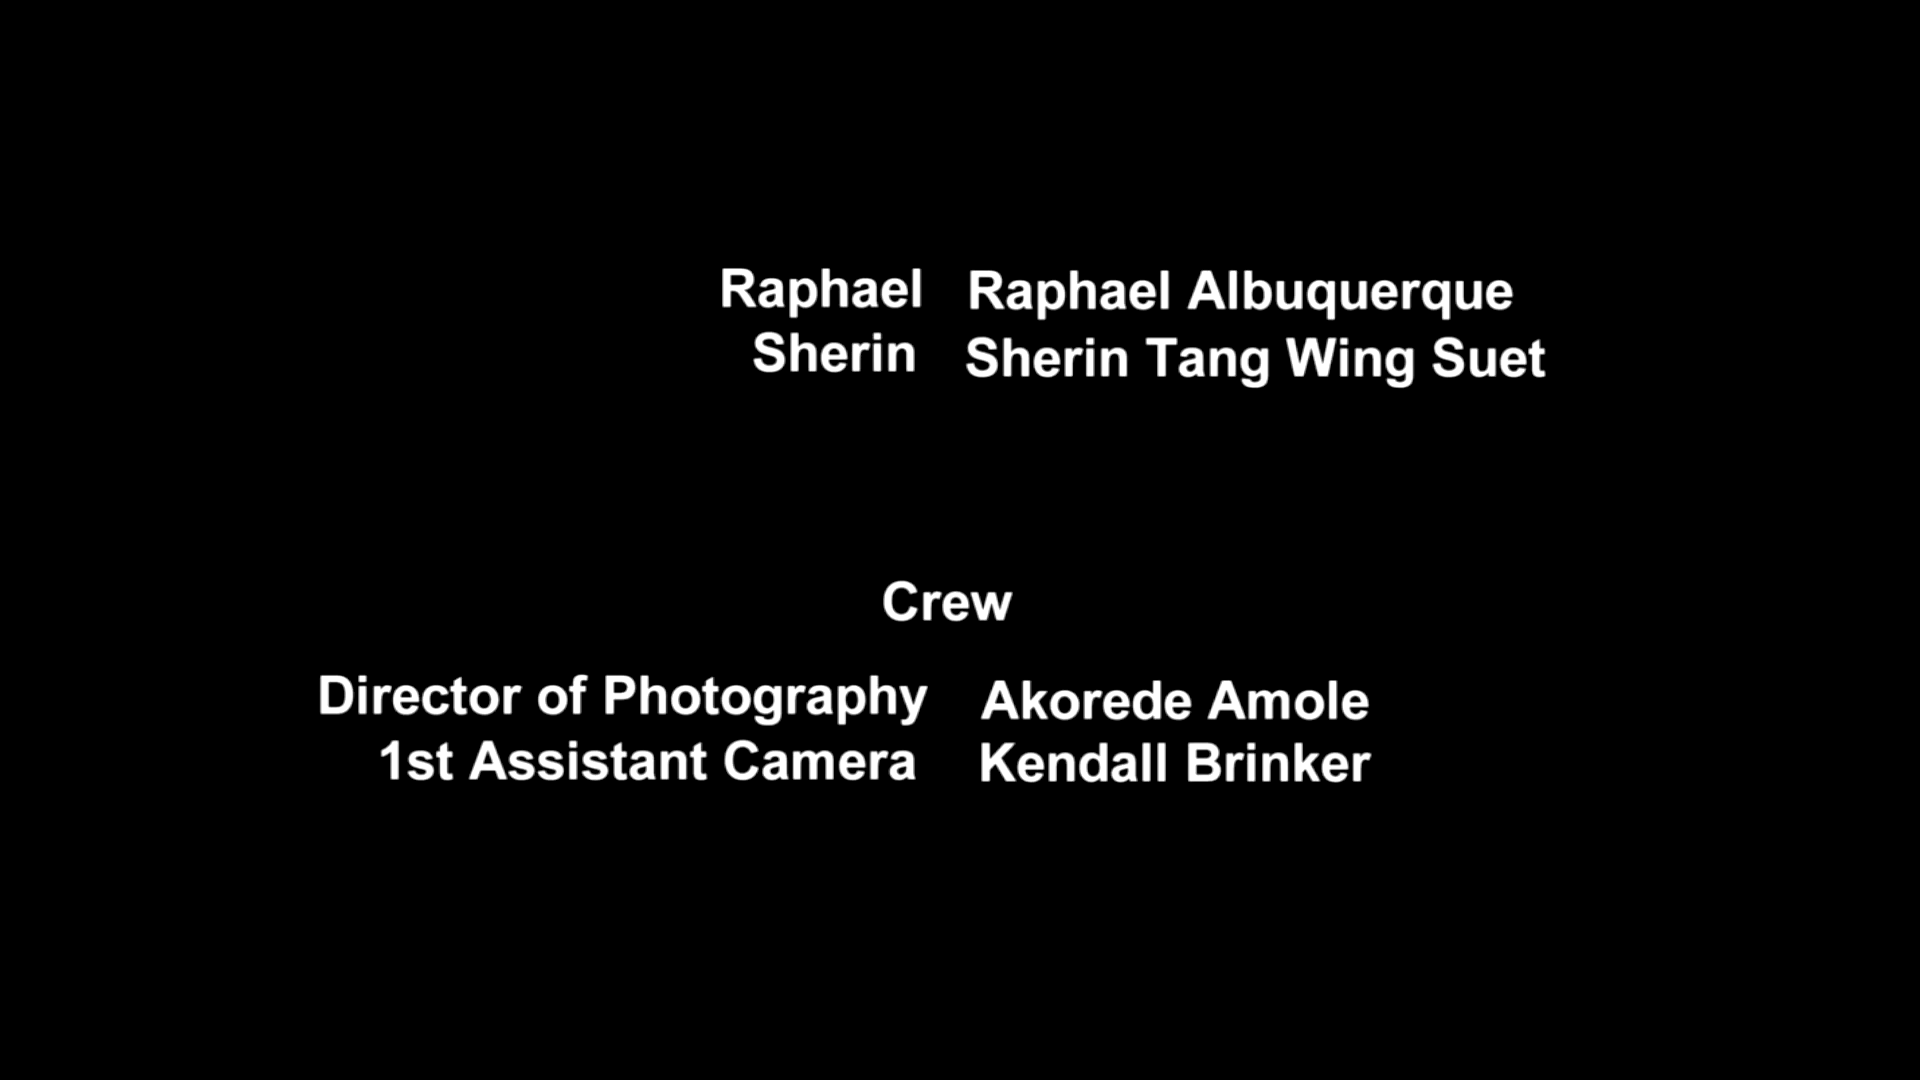 Raphael Raphael Albuquerque
Sherin Sherin Tang Wing Suet
Crew
Director of Photography Akorede Amole
1st Assistant Camera Kendall Brinker